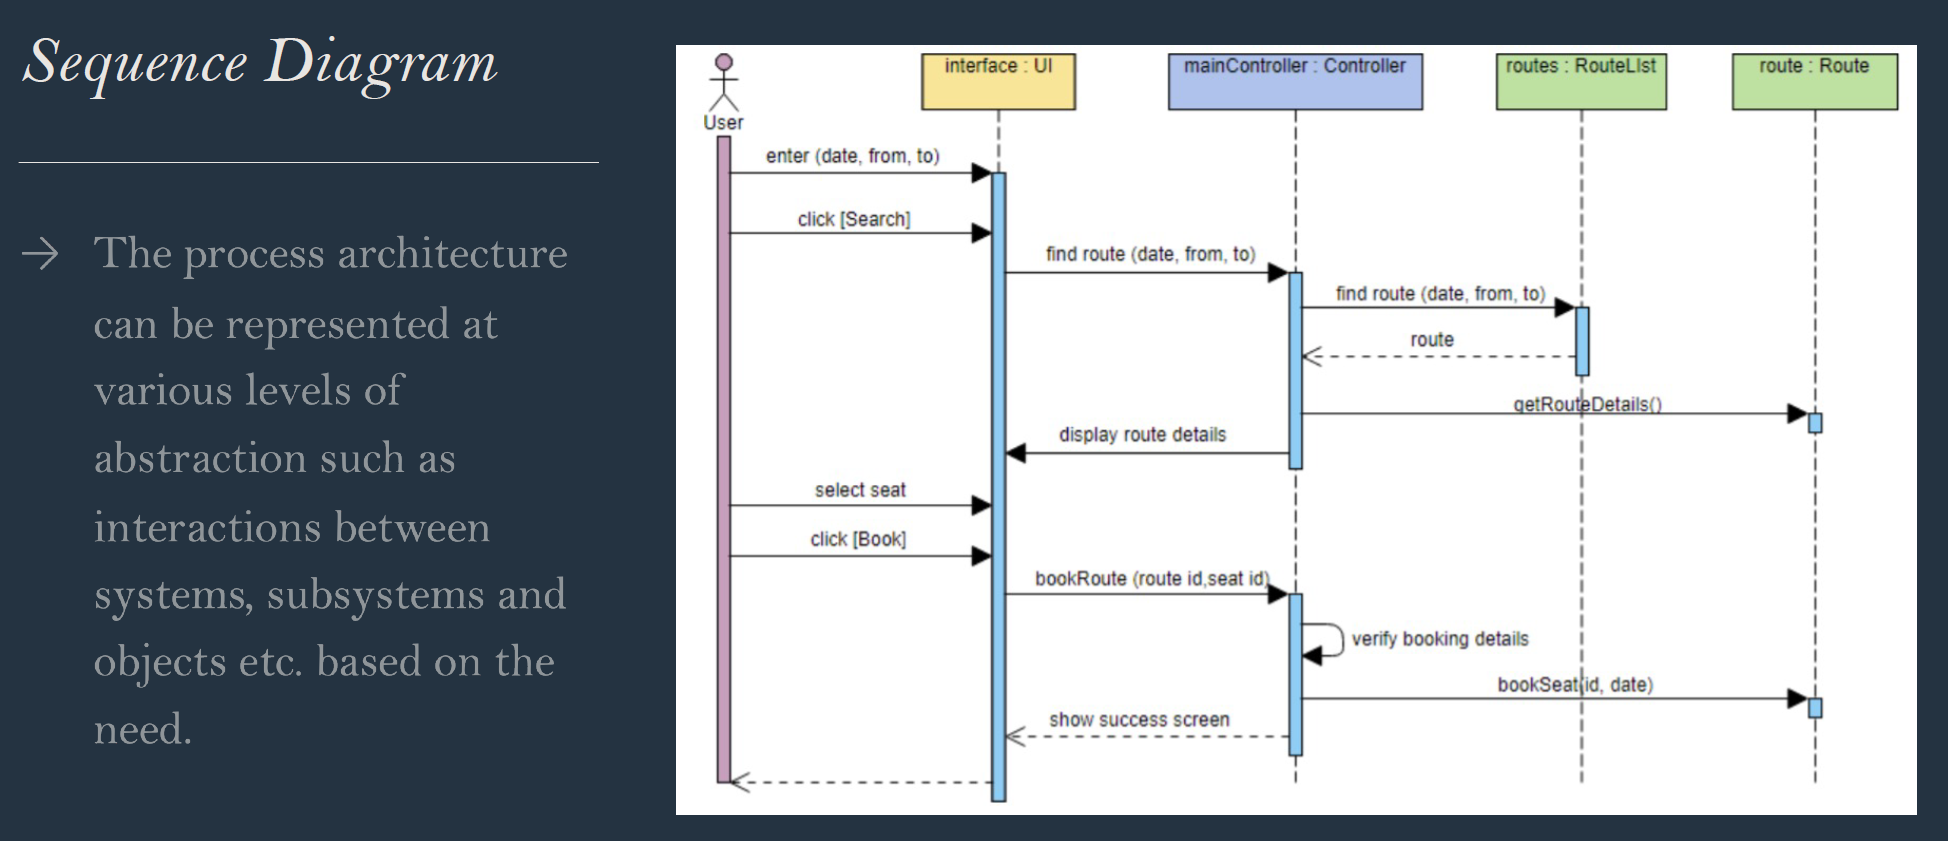 Sequence Diagram
→ The process architecture
can be represented at
various levels of
abstraction such as
interactions between
systems, subsystems and
objects etc. based on the
need.
User
interface : UI
mainController : Controller
routes : RouteLIst
route : Route
enter (date, from, to)
click [Search]
find route (date, from, to)
find route (date, from, to)
route
getRouteDetails()
display route details
select seat
click [Book]
bookRoute (route id,seat id)
verify booking details
bookSeat(id, date)
show success screen